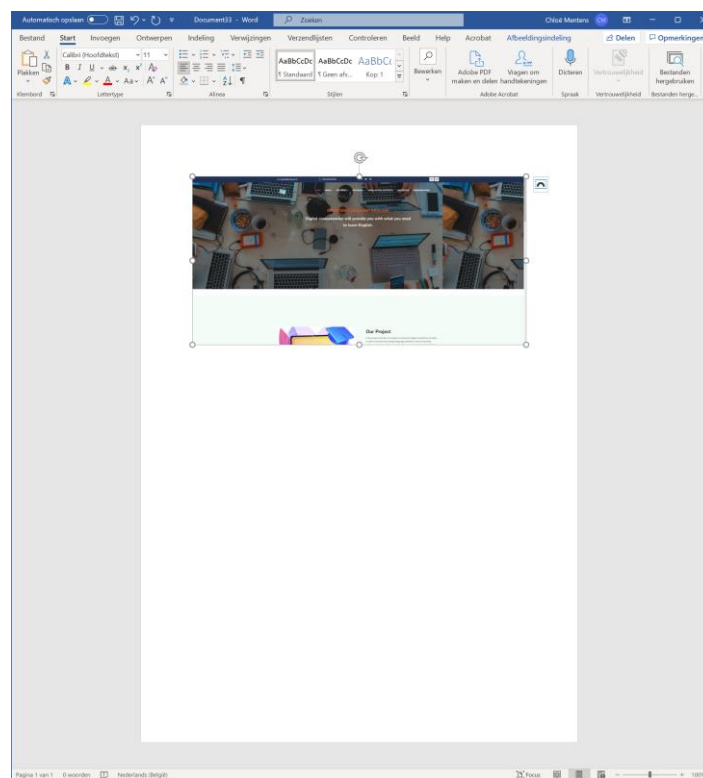 Automatisch opslaan Document33 - Word Zoeken Chloé Mertens CM
Bestand Start Invoegen Ontwerpen Indeling Verwijzingen Verzendlijsten Controleren Beeld Help Acrobat Afbeeldingsindeling Delen Opmerkingen
Calibri (Hoofdtekst) 11
Plakken
AaBbCcDc AaBbCcDc AaBbCc
¶ Standaard ¶ Geen afs... Kop 1
Bewerken
Adobe PDF maken en delen
Vragen om handtekeningen
Dicteren
Vertrouwelijkheid
Bestanden hergebruiken
Klembord Lettertype Alinea Stijlen Adobe Acrobat Spraak Vertrouwelijkheid Bestanden herge...
Digital competencies will provide you with what you need
to learn English.
Our Project
Pagina 1 van 1 0 woorden Nederlands (België) Focus